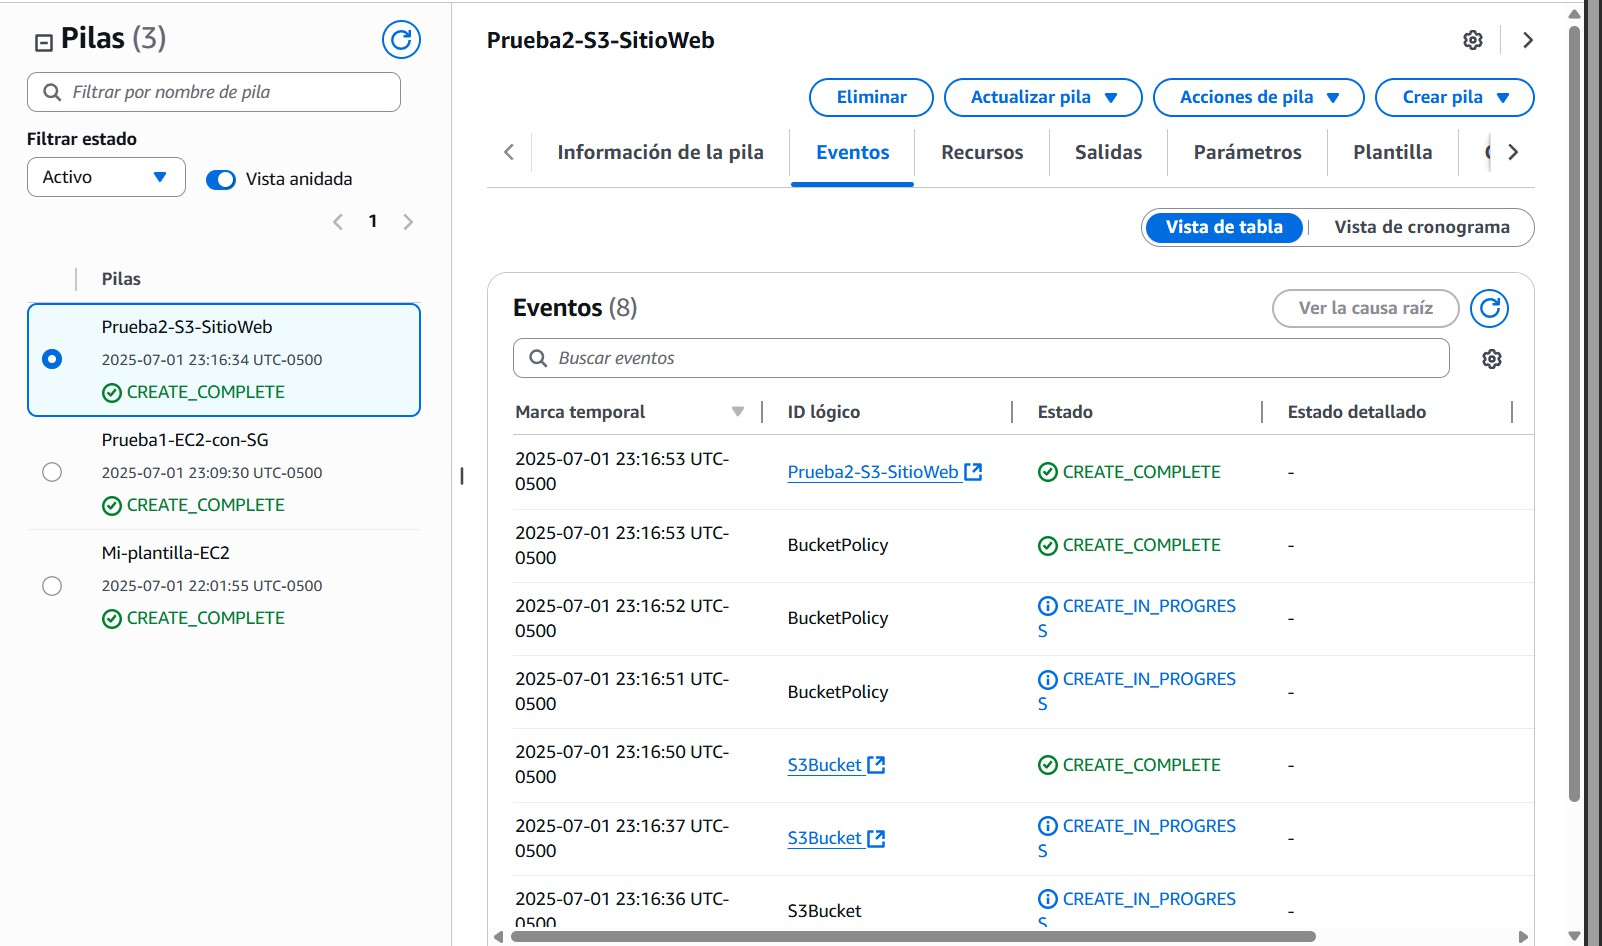 Pilas (3)
Filtrar por nombre de pila
Filtrar estado
Activo
Vista anidada
1
Pilas
Prueba2-S3-SitioWeb
2025-07-01 23:16:34 UTC-0500
CREATE_COMPLETE
Prueba1-EC2-con-SG
2025-07-01 23:09:30 UTC-0500
CREATE_COMPLETE
Mi-plantilla-EC2
2025-07-01 22:01:55 UTC-0500
CREATE_COMPLETE
Prueba2-S3-SitioWeb
Eliminar
Actualizar pila
Acciones de pila
Crear pila
Información de la pila
Eventos
Recursos
Salidas
Parámetros
Plantilla
Vista de tabla
Vista de cronograma
Eventos (8)
Ver la causa raíz
Buscar eventos
Marca temporal
ID lógico
Estado
Estado detallado
2025-07-01 23:16:53 UTC-
0500
Prueba2-S3-SitioWeb
CREATE_COMPLETE
-
2025-07-01 23:16:53 UTC-
0500
BucketPolicy
CREATE_COMPLETE
-
2025-07-01 23:16:52 UTC-
0500
BucketPolicy
CREATE_IN_PROGRES
S
-
2025-07-01 23:16:51 UTC-
0500
BucketPolicy
CREATE_IN_PROGRES
S
-
2025-07-01 23:16:50 UTC-
0500
S3Bucket
CREATE_COMPLETE
-
2025-07-01 23:16:37 UTC-
0500
S3Bucket
CREATE_IN_PROGRES
S
-
2025-07-01 23:16:36 UTC-
0500
S3Bucket
CREATE_IN_PROGRES
S
-